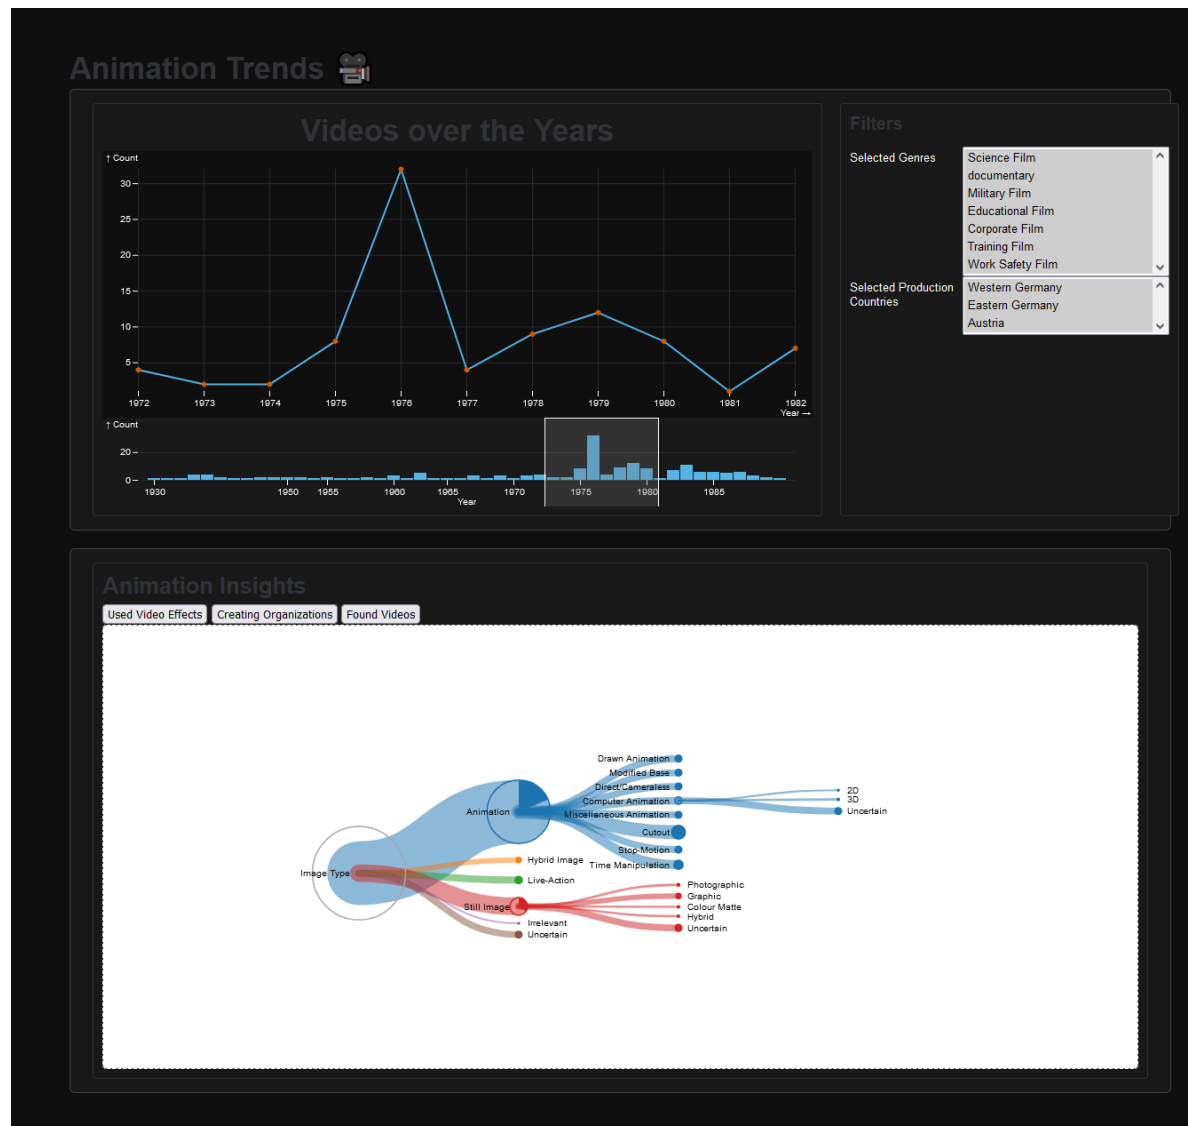 Animation Trends
Videos over the Years
↑ Count
30
25
20
15
10
5
1972 1973 1974 1975 1976 1977 1978 1979 1980 1981 1982
Year →
↑ Count
20
0
1930 1950 1955 1960 1965 1970 1975 1980 1985
Year
Filters
Selected Genres
Science Film
documentary
Military Film
Educational Film
Corporate Film
Training Film
Work Safety Film
Selected Production
Countries
Western Germany
Eastern Germany
Austria
Animation Insights
Used Video Effects Creating Organizations Found Videos
Image Type
Animation
Hybrid Image
Live-Action
Still Image
Irrelevant
Uncertain
Drawn Animation
Modified Base
Direct/Cameraless
Computer Animation
Miscellaneous Animation
Cutout
Stop-Motion
Time Manipulation
Photographic
Graphic
Colour Matte
Hybrid
Uncertain
2D
3D
Uncertain